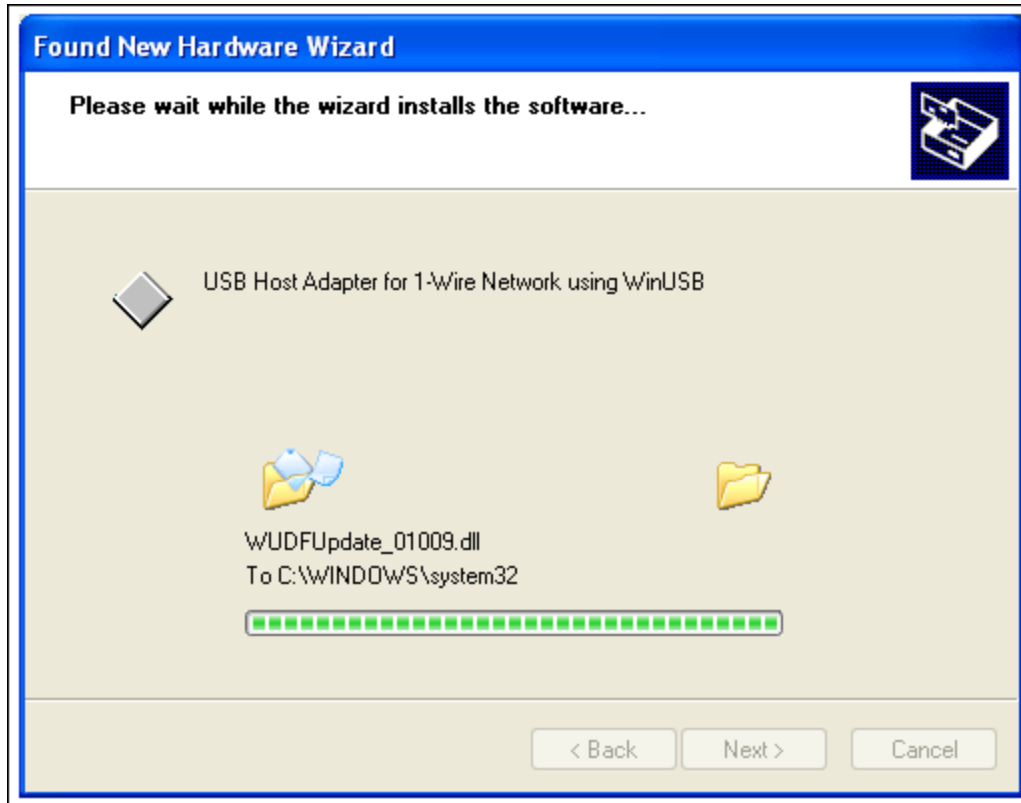 Found New Hardware Wizard
Please wait while the wizard installs the software...
USB Host Adapter for 1-Wire Network using WinUSB
WUDFUpdate_01009.dll
To C:\WINDOWS\system32
< Back
Next >
Cancel